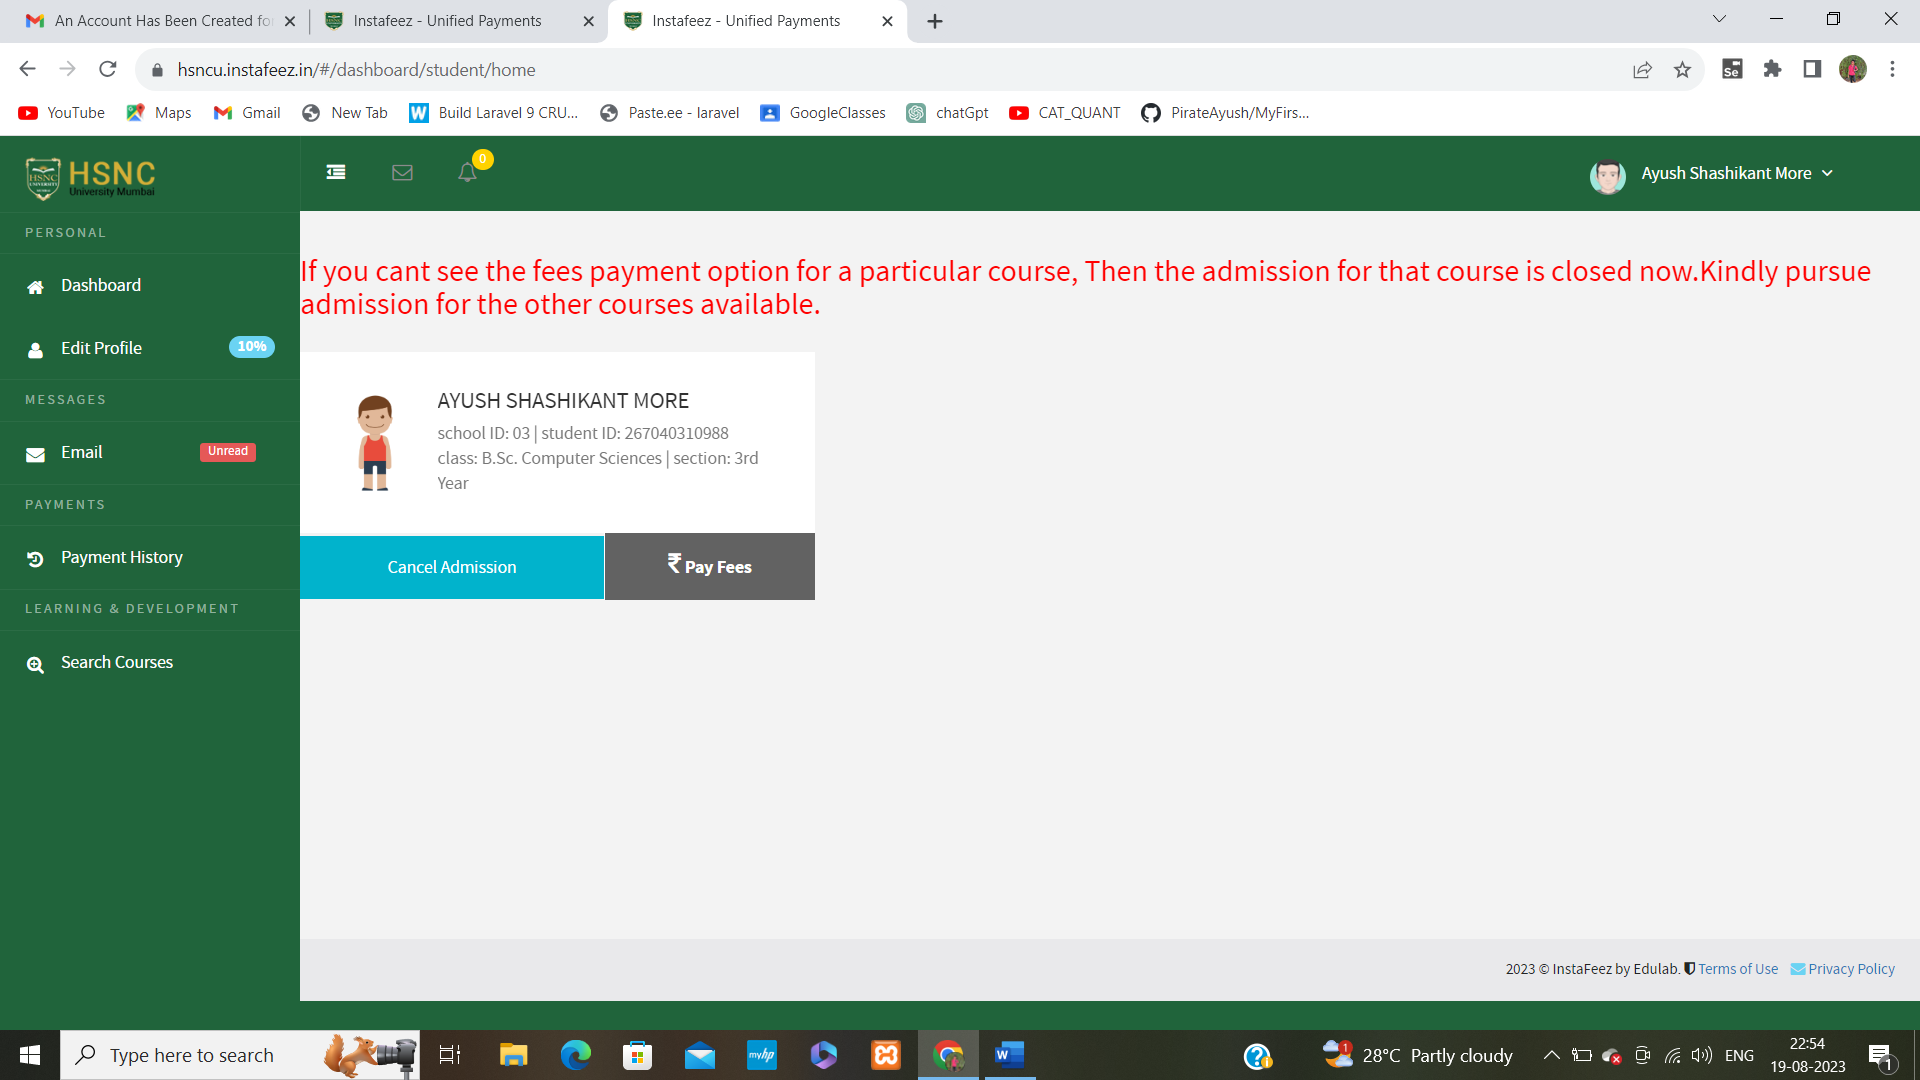 An Account Has Been Created fo
Instafeez - Unified Payments
Instafeez - Unified Payments
hsncu.instafeez.in/#/dashboard/student/home
Se
YouTube
Maps
Gmail
New Tab
W
Build Laravel 9 CRU...
Paste.ee - laravel
GoogleClasses
chatGpt
CAT_QUANT
PirateAyush/MyFirs...
HSNC
HSNC
University Mumbai
0
Ayush Shashikant More
PERSONAL
Dashboard
Edit Profile
10%
MESSAGES
Email
Unread
PAYMENTS
Payment History
LEARNING & DEVELOPMENT
Search Courses
If you cant see the fees payment option for a particular course, Then the admission for that course is closed now.Kindly pursue
admission for the other courses available.
AYUSH SHASHIKANT MORE
school ID: 03 | student ID: 267040310988
class: B.Sc. Computer Sciences | section: 3rd
Year
Cancel Admission
₹ Pay Fees
2023 © InstaFeez by Edulab. Terms of Use Privacy Policy
Type here to search
myhp
W
1
28°C Partly cloudy
ENG
22:54
19-08-2023
1